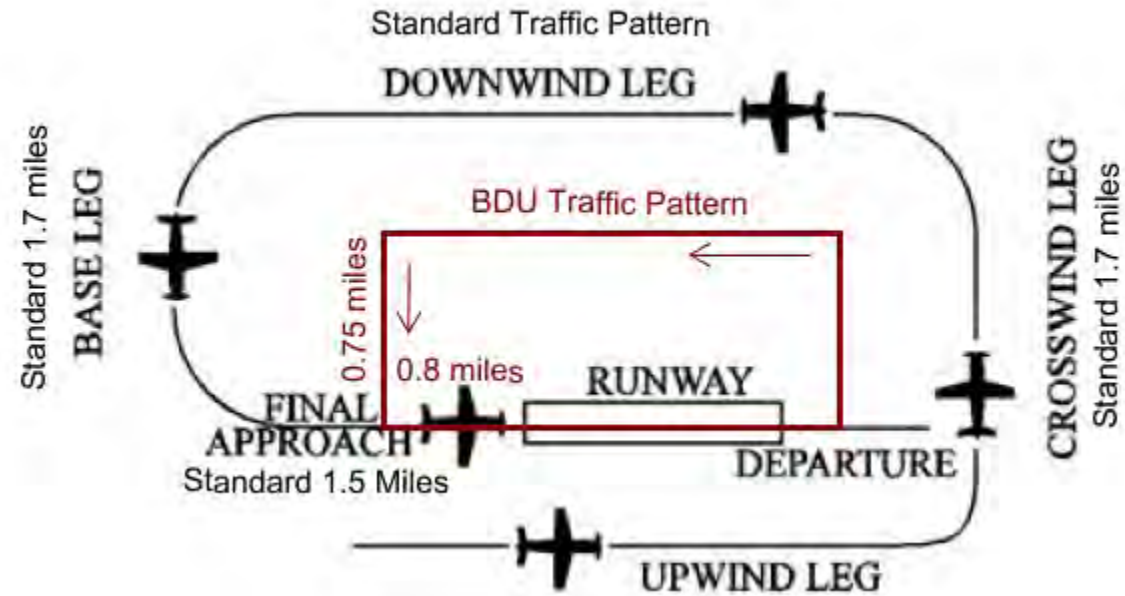 Standard Traffic Pattern
DOWNWIND LEG
Standard 1.7 miles
BASE LEG
BDU Traffic Pattern
0.75 miles
0.8 miles
RUNWAY
FINAL
APPROACH
Standard 1.5 Miles
DEPARTURE
CROSSWIND LEG
Standard 1.7 miles
UPWIND LEG